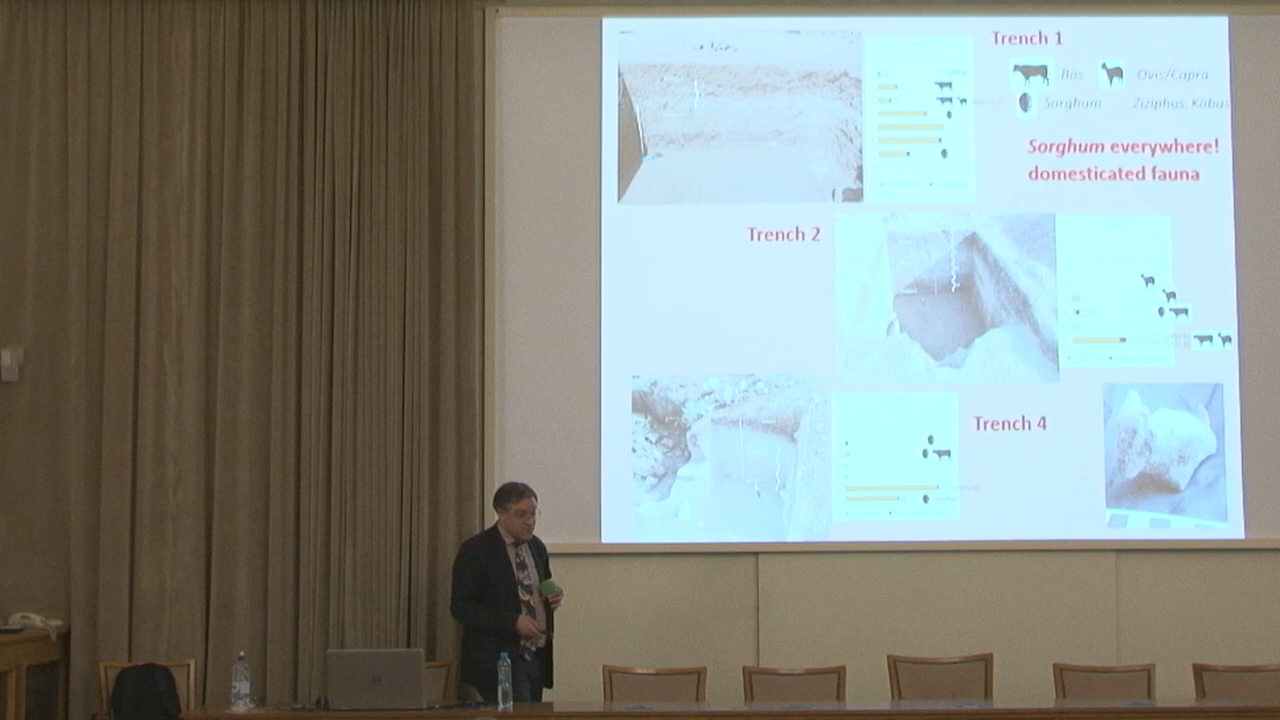 Trench 1
Bos
Ovis/Capra
Sorghum
Ziziphus, Kobus
Sorghum everywhere!
domesticated fauna
Trench 2
Trench 4